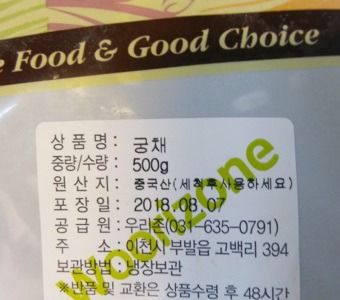 e Food & Good Choice
상 품 명 : 궁채
중량/수량 : 500g
원 산 지 : 중국산(세척후사용하세요)
포 장 일 : 2018.08.07
공 급 원 : 우리존(031-635-0791)
주 소 : 이천시 부발읍 고백리 394
보관방법 : 냉장보관
※반품 및 교환은 상품수령 후 48시간
woorizone